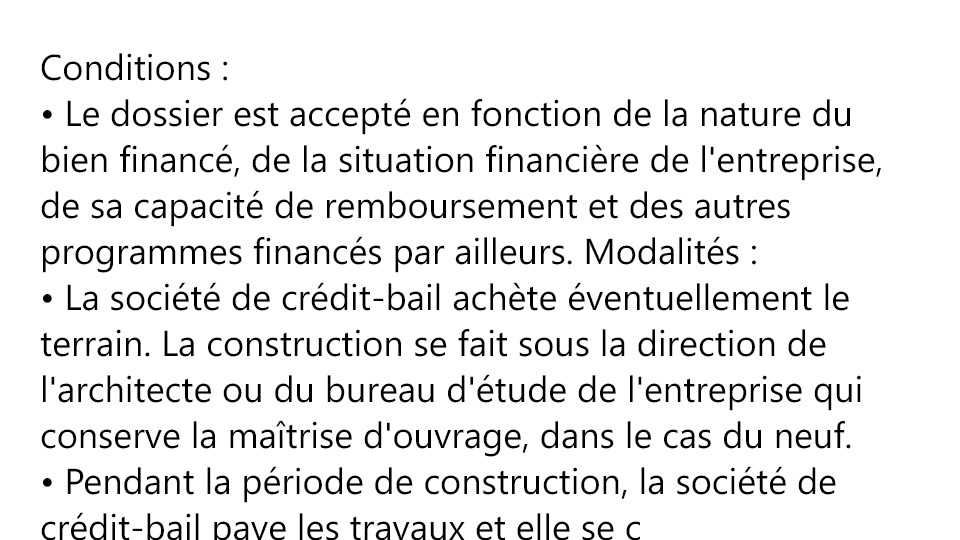 Conditions :
• Le dossier est accepté en fonction de la nature du
bien financé, de la situation financière de l'entreprise,
de sa capacité de remboursement et des autres
programmes financés par ailleurs. Modalités :
• La société de crédit-bail achète éventuellement le
terrain. La construction se fait sous la direction de
l'architecte ou du bureau d'étude de l'entreprise qui
conserve la maîtrise d'ouvrage, dans le cas du neuf.
• Pendant la période de construction, la société de
crédit-bail paye les travaux et elle se c